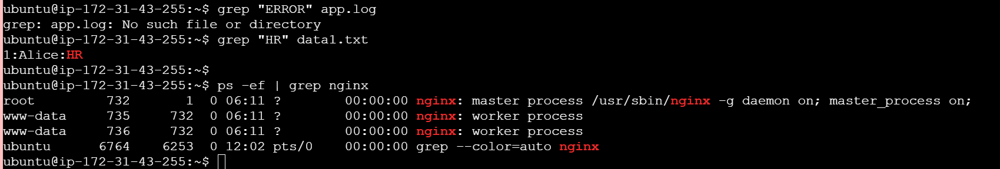 ubuntu@ip-172-31-43-255:~$ grep "ERROR" app.log
grep: app.log: No such file or directory
ubuntu@ip-172-31-43-255:~$ grep "HR" data1.txt
1:Alice:HR
ubuntu@ip-172-31-43-255:~$
ubuntu@ip-172-31-43-255:~$ ps -ef | grep nginx
root         732       1  0 06:11 ?        00:00:00 nginx: master process /usr/sbin/nginx -g daemon on; master_process on;
www-data     735     732  0 06:11 ?        00:00:00 nginx: worker process
www-data     736     732  0 06:11 ?        00:00:00 nginx: worker process
ubuntu      6764    6253  0 12:02 pts/0    00:00:00 grep --color=auto nginx
ubuntu@ip-172-31-43-255:~$